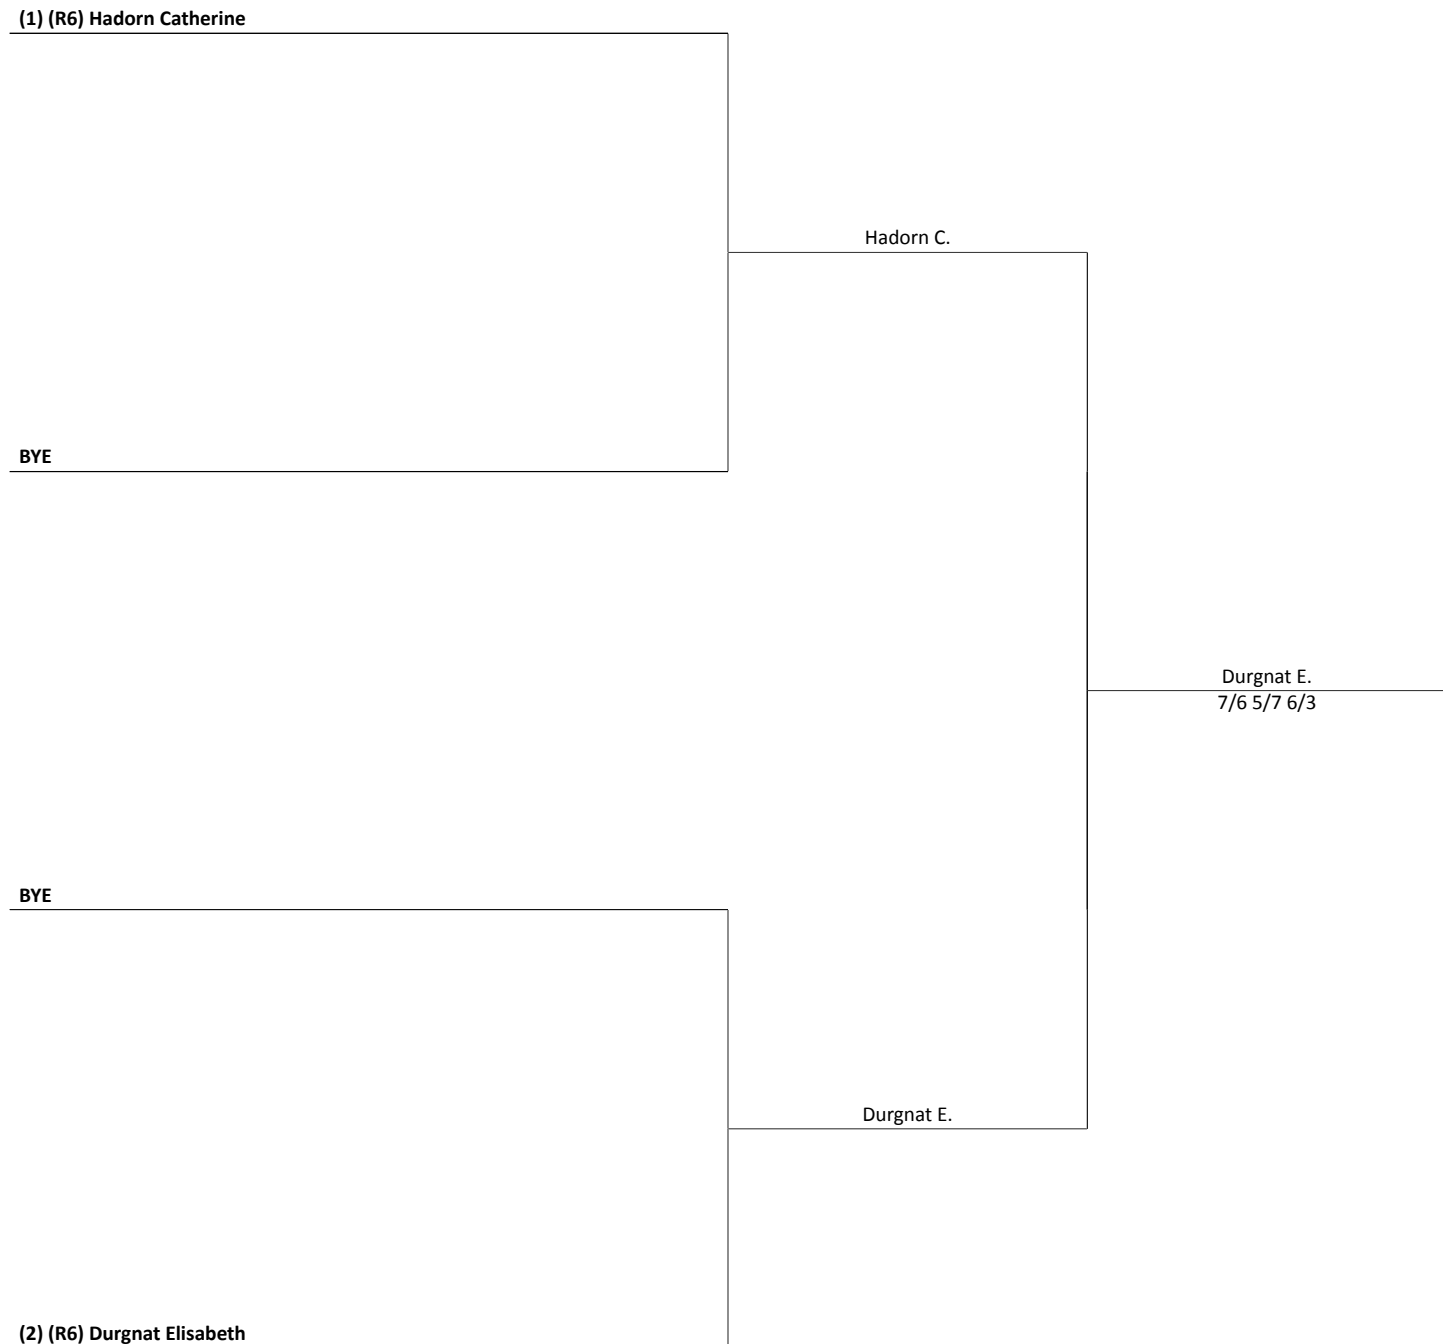 (1) (R6) Hadorn Catherine
Hadorn C.
BYE
Durgnat E.
7/6 5/7 6/3
BYE
Durgnat E.
(2) (R6) Durgnat Elisabeth